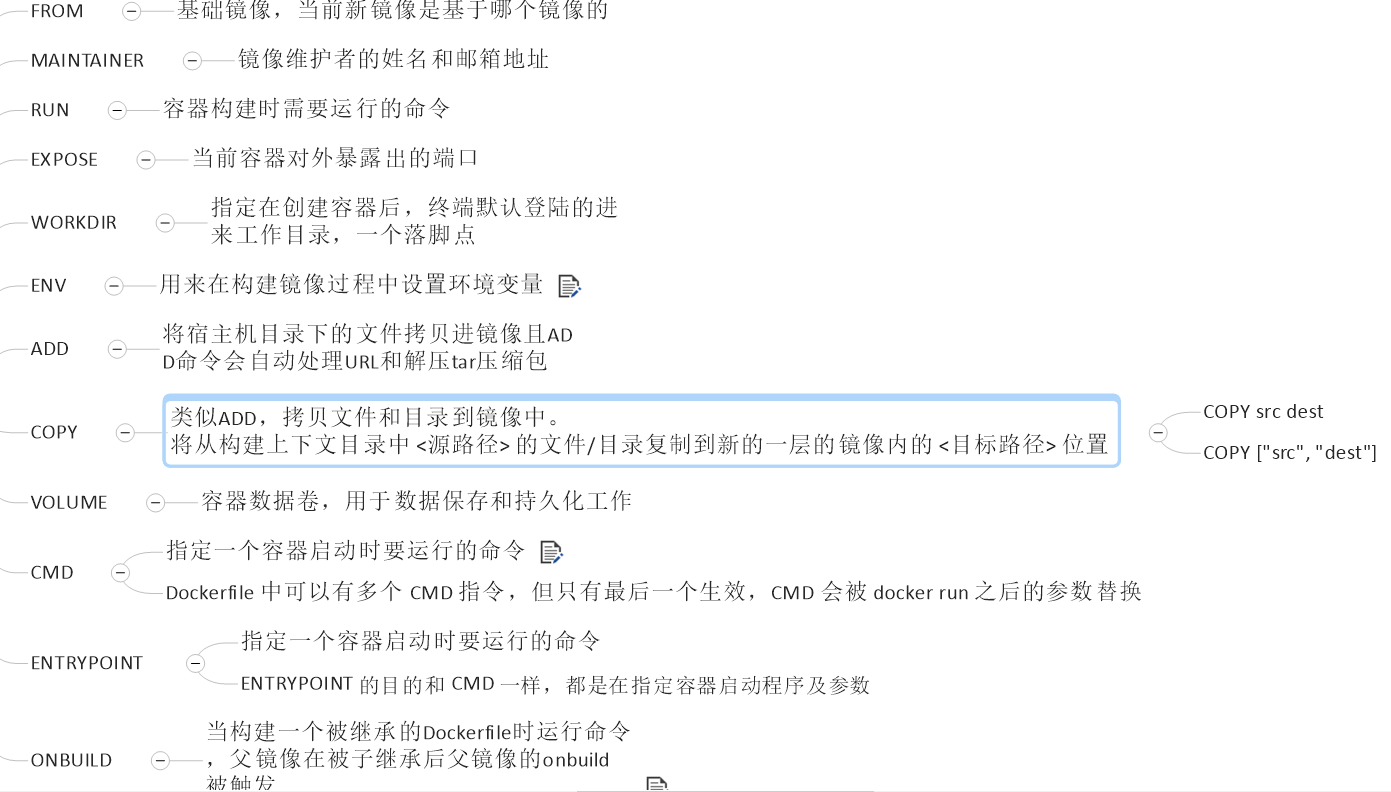 FROM
基础镜像，当前新镜像是基于哪个镜像的
MAINTAINER
镜像维护者的姓名和邮箱地址
RUN
容器构建时需要运行的命令
EXPOSE
当前容器对外暴露出的端口
WORKDIR
指定在创建容器后，终端默认登陆的进
来工作目录，一个落脚点
ENV
用来在构建镜像过程中设置环境变量
ADD
将宿主机目录下的文件拷贝进镜像且AD
D命令会自动处理URL和解压tar压缩包
COPY
类似ADD，拷贝文件和目录到镜像中。
将从构建上下文目录中 <源路径> 的文件/目录复制到新的一层的镜像内的 <目标路径> 位置
COPY src dest
COPY ["src", "dest"]
VOLUME
容器数据卷，用于数据保存和持久化工作
CMD
指定一个容器启动时要运行的命令
Dockerfile 中可以有多个 CMD 指令，但只有最后一个生效，CMD 会被 docker run 之后的参数替换
ENTRYPOINT
指定一个容器启动时要运行的命令
ENTRYPOINT 的目的和 CMD 一样，都是在指定容器启动程序及参数
ONBUILD
当构建一个被继承的Dockerfile时运行命令
，父镜像在被子继承后父镜像的onbuild
被触发